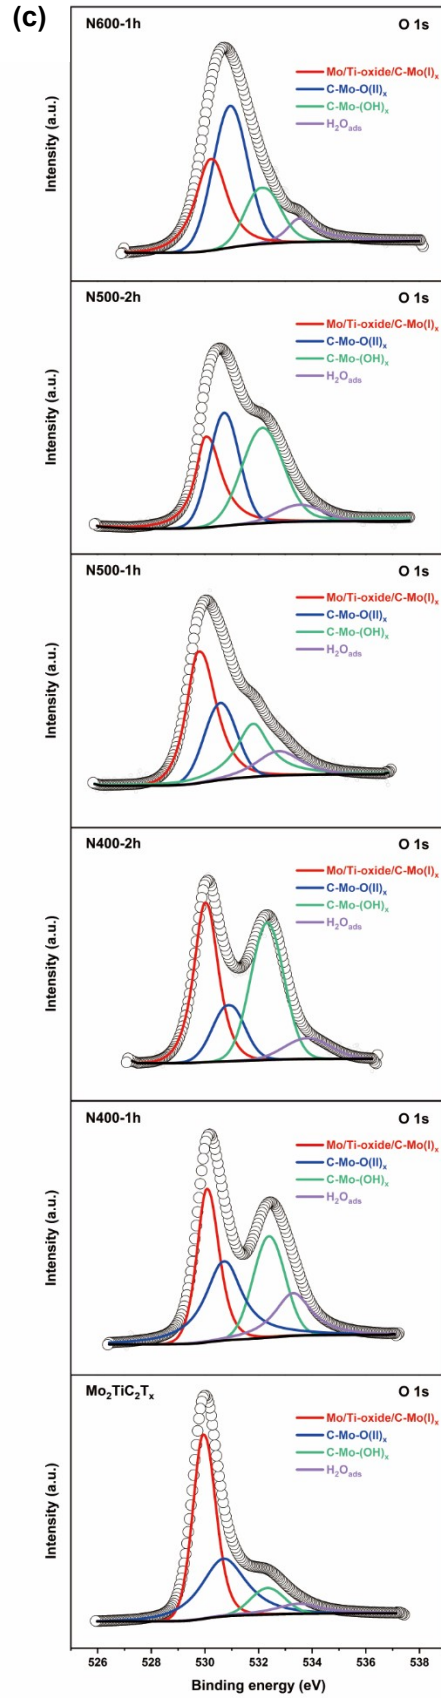 (c)
N600-1h O 1s
Mo/Ti-oxide/C-Mo(I)x
C-Mo-O(II)x
C-Mo-(OH)x
H2Oads
Intensity (a.u.)
N500-2h O 1s
Mo/Ti-oxide/C-Mo(I)x
C-Mo-O(II)x
C-Mo-(OH)x
H2Oads
Intensity (a.u.)
N500-1h O 1s
Mo/Ti-oxide/C-Mo(I)x
C-Mo-O(II)x
C-Mo-(OH)x
H2Oads
Intensity (a.u.)
N400-2h O 1s
Mo/Ti-oxide/C-Mo(I)x
C-Mo-O(II)x
C-Mo-(OH)x
H2Oads
Intensity (a.u.)
N400-1h O 1s
Mo/Ti-oxide/C-Mo(I)x
C-Mo-O(II)x
C-Mo-(OH)x
H2Oads
Intensity (a.u.)
Mo2TiC2Tx O 1s
Mo/Ti-oxide/C-Mo(I)x
C-Mo-O(II)x
C-Mo-(OH)x
H2Oads
Intensity (a.u.)
526 528 530 532 534 536 538
Binding energy (eV)